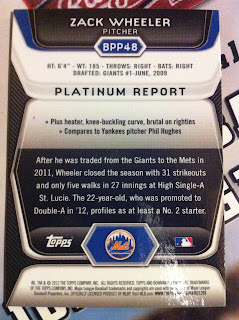 ZACK WHEELER
PITCHER
BPP48
HT: 6'4" • WT: 185 • THROWS: RIGHT • BATS: RIGHT
DRAFTED: GIANTS #1-JUNE, 2009
PLATINUM REPORT
» Plus heater, knee-buckling curve, brutal on righties
» Compares to Yankees pitcher Phil Hughes
After he was traded from the Giants to the Mets in
2011, Wheeler closed the season with 31 strikeouts
and only five walks in 27 innings at High Single-A
St. Lucie. The 22-year-old, who was promoted to
Double-A in '12, profiles as at least a No. 2 starter.
Topps
Mets